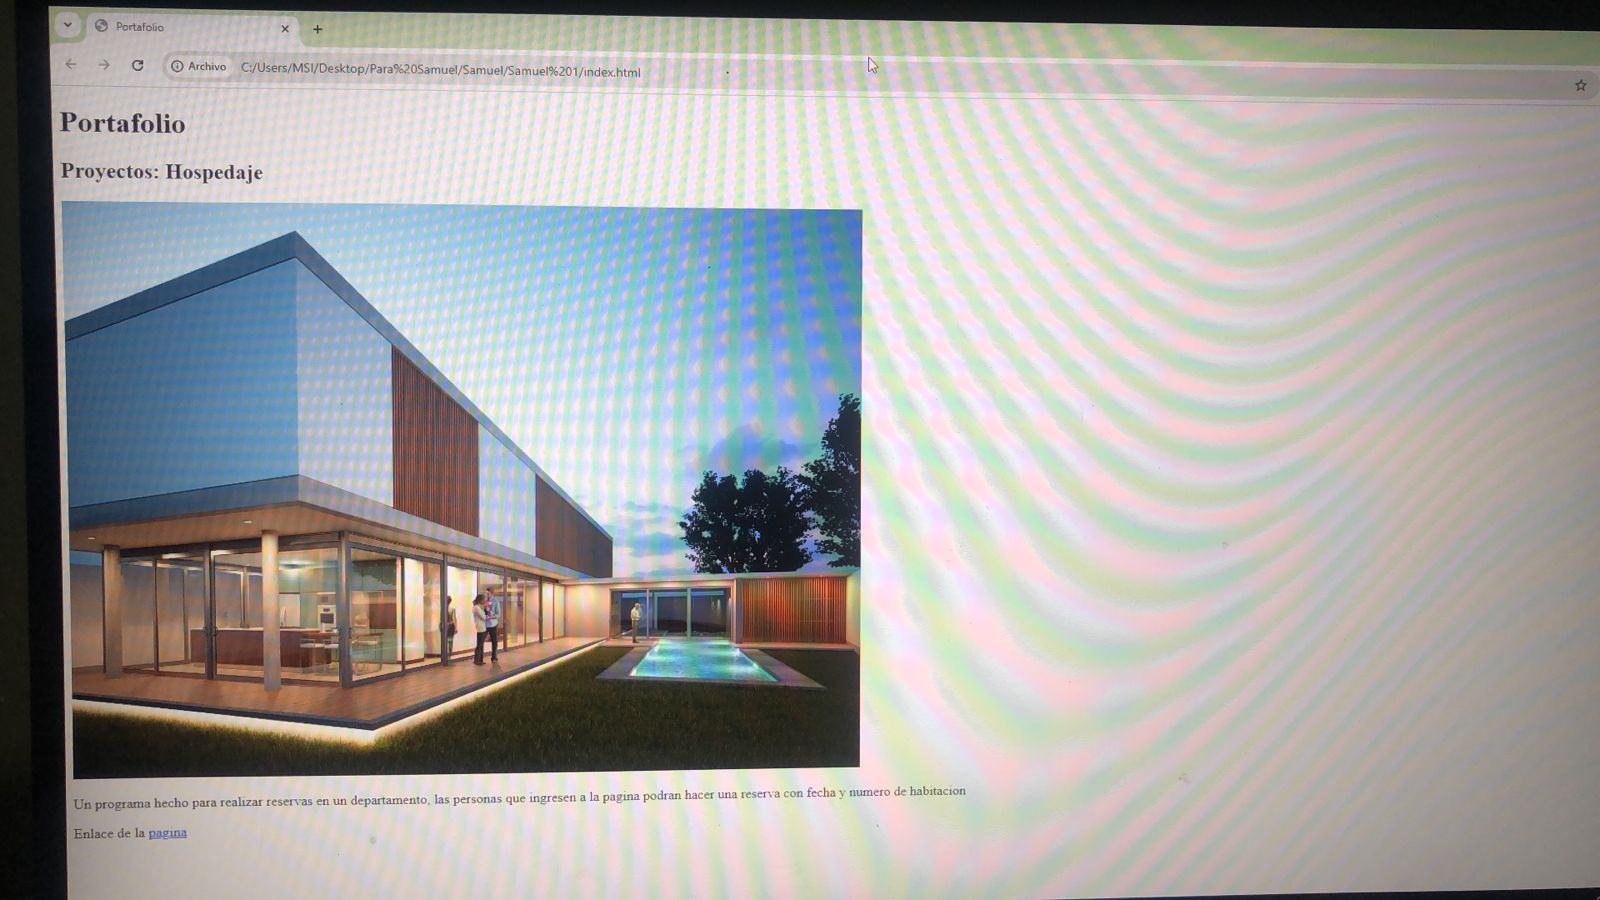 Portafolio
Archivo C:/Users/MSI/Desktop/Para%20Samuel/Samuel/Samuel%201/index.html
Portafolio
Proyectos: Hospedaje
Un programa hecho para realizar reservas en un departamento, las personas que ingresen a la pagina podran hacer una reserva con fecha y numero de habitacion
Enlace de la pagina